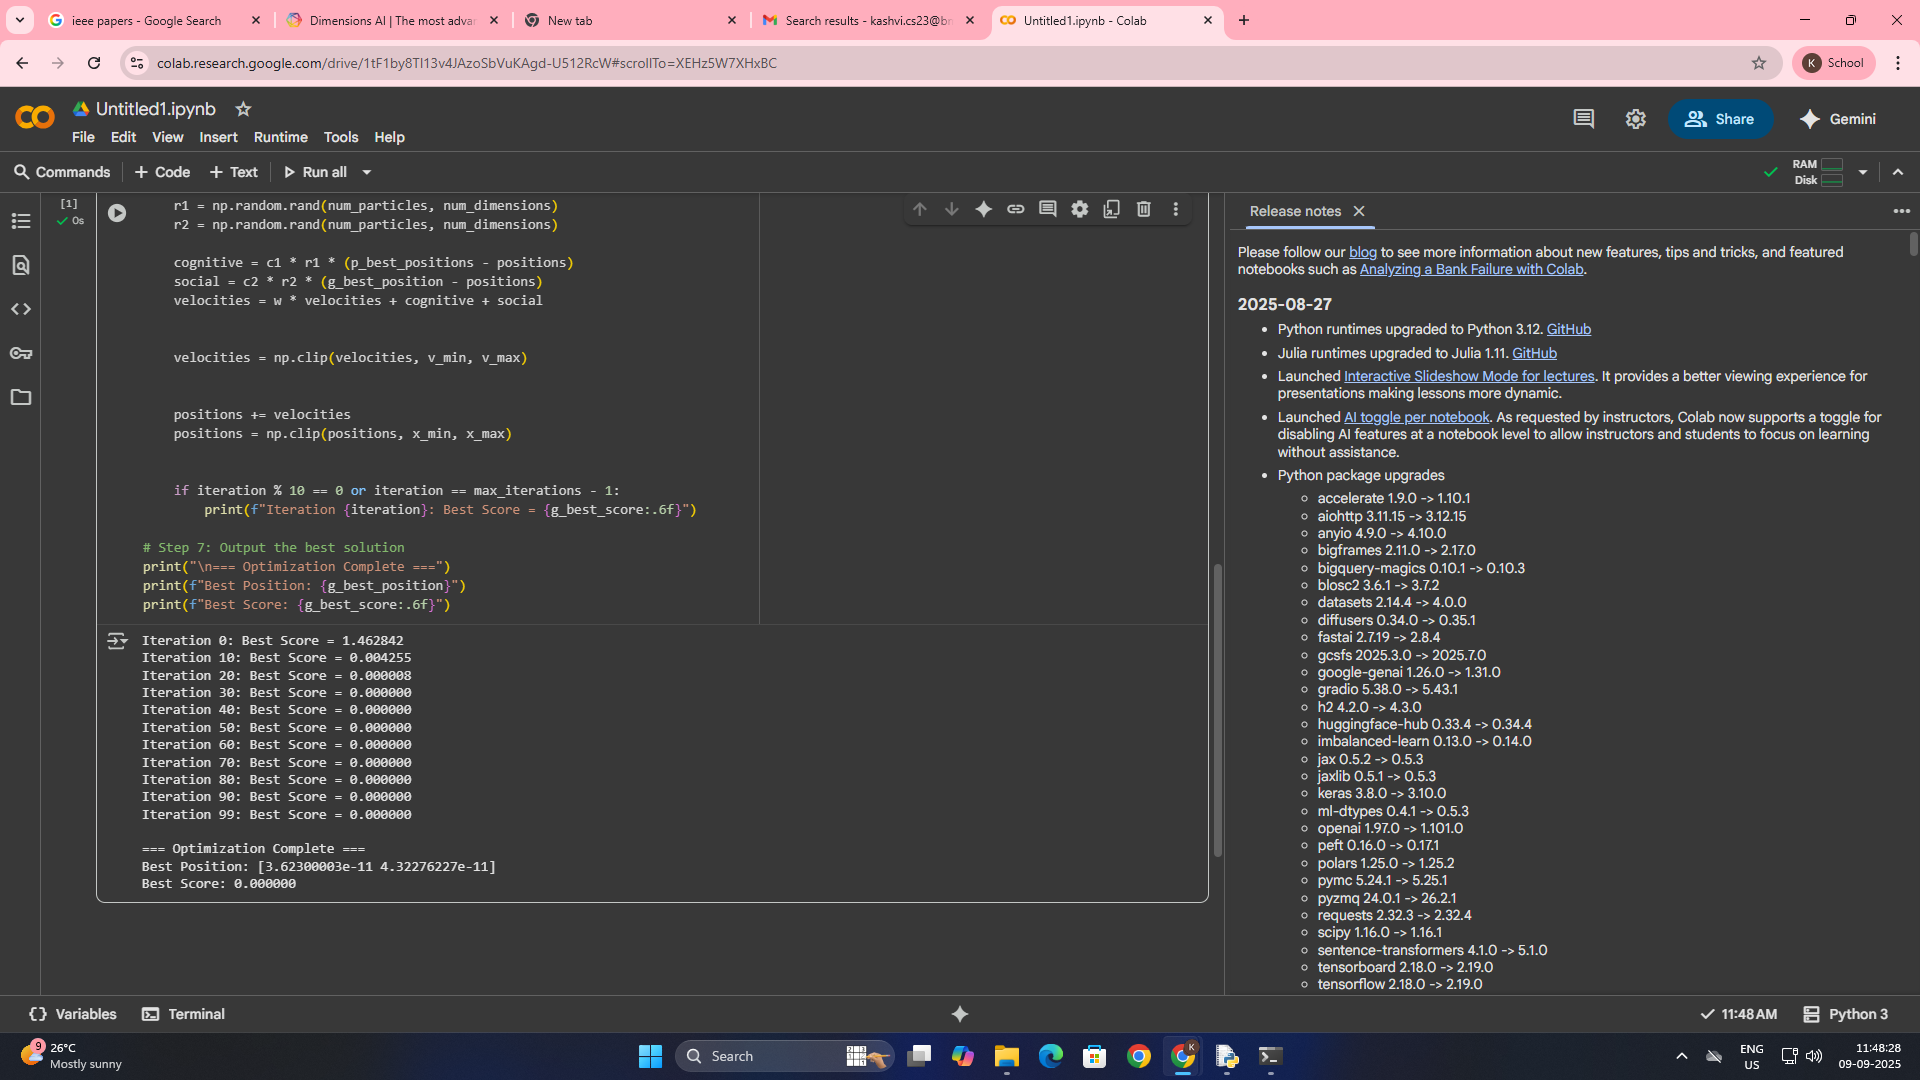 ieee papers - Google Search
Dimensions AI | The most adva
New tab
Search results - kashvi.cs23@bn
Untitled1.ipynb - Colab
colab.research.google.com/drive/1tF1by8Tl13v4JAzoSbVuKAgd-U512RcW#scrollTo=XEHz5W7XHxBC
K School
Untitled1.ipynb
File Edit View Insert Runtime Tools Help
Share
Gemini
Commands + Code + Text Run all
RAM
Disk
[1]
0s
r1 = np.random.rand(num_particles, num_dimensions)
r2 = np.random.rand(num_particles, num_dimensions)
cognitive = c1 * r1 * (p_best_positions - positions)
social = c2 * r2 * (g_best_position - positions)
velocities = w * velocities + cognitive + social
velocities = np.clip(velocities, v_min, v_max)
positions += velocities
positions = np.clip(positions, x_min, x_max)
if iteration % 10 == 0 or iteration == max_iterations - 1:
print(f"Iteration {iteration}: Best Score = {g_best_score:.6f}")
# Step 7: Output the best solution
print("\n=== Optimization Complete ===")
print(f"Best Position: {g_best_position}")
print(f"Best Score: {g_best_score:.6f}")
Iteration 0: Best Score = 1.462842
Iteration 10: Best Score = 0.004255
Iteration 20: Best Score = 0.000008
Iteration 30: Best Score = 0.000000
Iteration 40: Best Score = 0.000000
Iteration 50: Best Score = 0.000000
Iteration 60: Best Score = 0.000000
Iteration 70: Best Score = 0.000000
Iteration 80: Best Score = 0.000000
Iteration 90: Best Score = 0.000000
Iteration 99: Best Score = 0.000000
=== Optimization Complete ===
Best Position: [3.62300003e-11 4.32276227e-11]
Best Score: 0.000000
Release notes
Please follow our blog to see more information about new features, tips and tricks, and featured
notebooks such as Analyzing a Bank Failure with Colab.
2025-08-27
Python runtimes upgraded to Python 3.12. GitHub
Julia runtimes upgraded to Julia 1.11. GitHub
Launched Interactive Slideshow Mode for lectures. It provides a better viewing experience for
presentations making lessons more dynamic.
Launched AI toggle per notebook. As requested by instructors, Colab now supports a toggle for
disabling AI features at a notebook level to allow instructors and students to focus on learning
without assistance.
Python package upgrades
accelerate 1.9.0 -> 1.10.1
aiohttp 3.11.15 -> 3.12.15
anyio 4.9.0 -> 4.10.0
bigframes 2.11.0 -> 2.17.0
bigquery-magics 0.10.1 -> 0.10.3
blosc2 3.6.1 -> 3.7.2
datasets 2.14.4 -> 4.0.0
diffusers 0.34.0 -> 0.35.1
fastai 2.7.19 -> 2.8.4
gcsfs 2025.3.0 -> 2025.7.0
google-genai 1.26.0 -> 1.31.0
gradio 5.38.0 -> 5.43.1
h2 4.2.0 -> 4.3.0
huggingface-hub 0.33.4 -> 0.34.4
imbalanced-learn 0.13.0 -> 0.14.0
jax 0.5.2 -> 0.5.3
jaxlib 0.5.1 -> 0.5.3
keras 3.8.0 -> 3.10.0
ml-dtypes 0.4.1 -> 0.5.3
openai 1.97.0 -> 1.101.0
peft 0.16.0 -> 0.17.1
polars 1.25.0 -> 1.25.2
pymc 5.24.1 -> 5.25.1
pyzmq 24.0.1 -> 26.2.1
requests 2.32.3 -> 2.32.4
scipy 1.16.0 -> 1.16.1
sentence-transformers 4.1.0 -> 5.1.0
tensorboard 2.18.0 -> 2.19.0
tensorflow 2.18.0 -> 2.19.0
Variables Terminal
11:48 AM Python 3
9
26°C
Mostly sunny
Search
K
ENG
US
11:48:28
09-09-2025